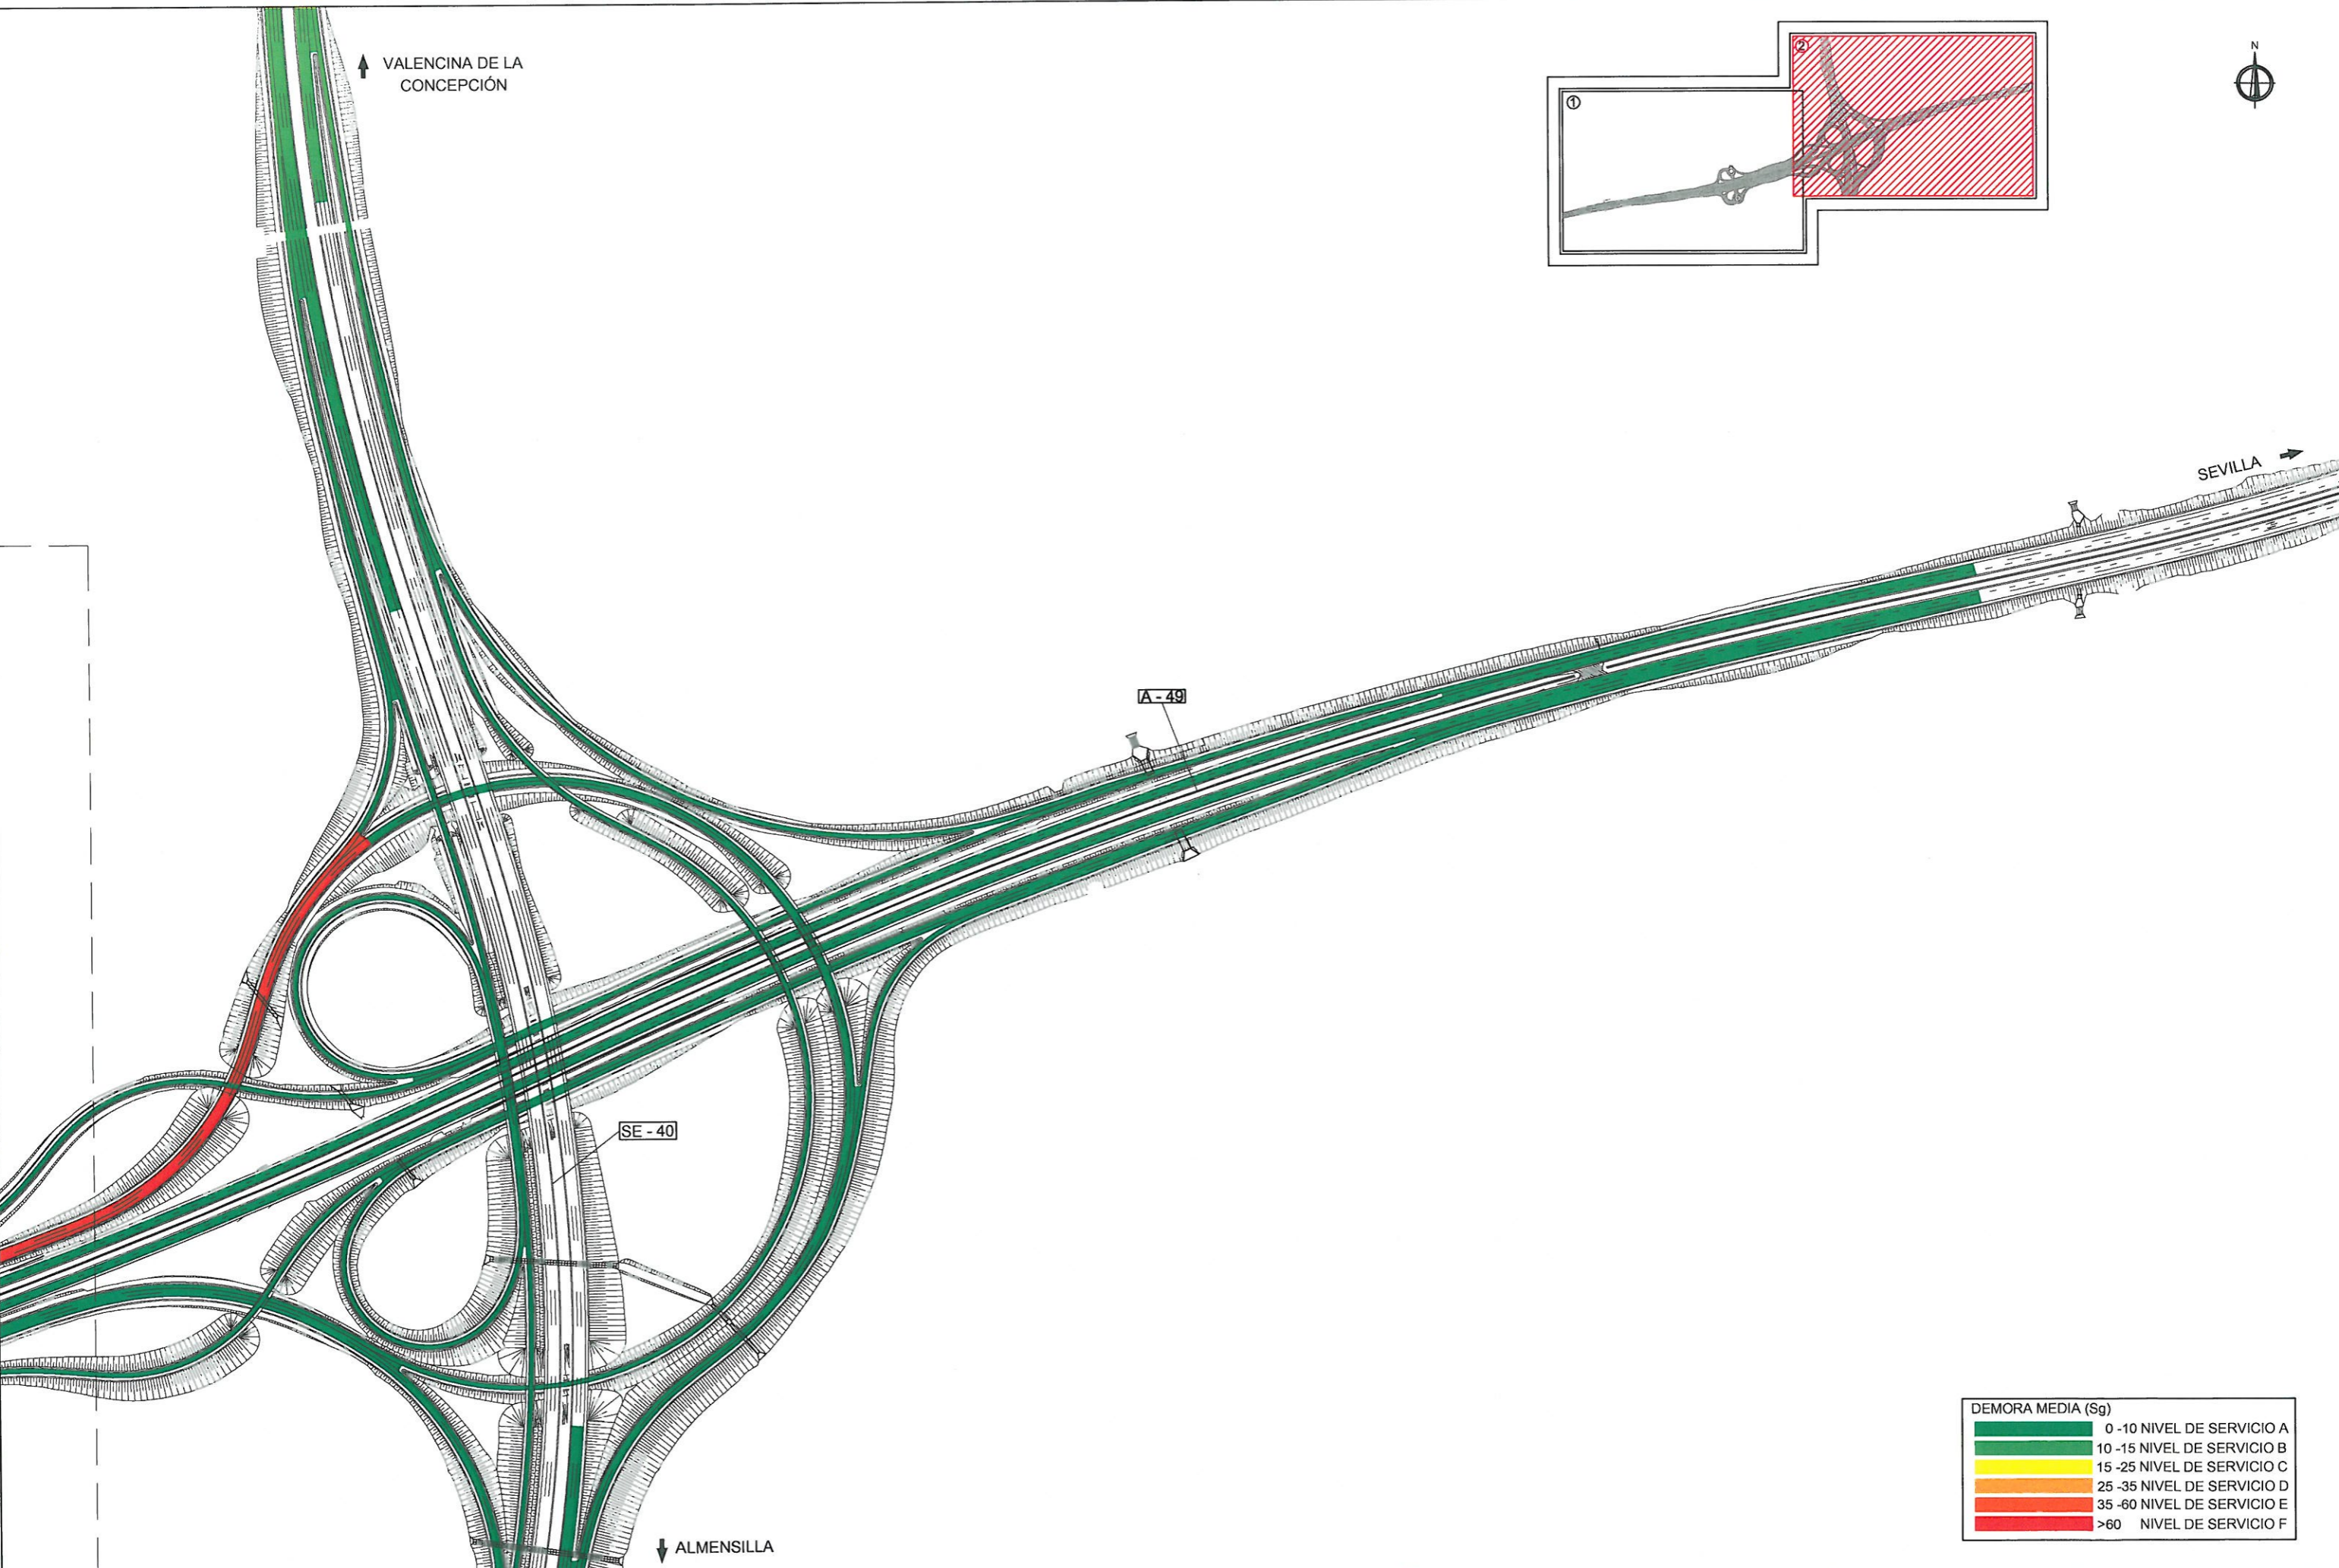 VALENCINA DE LA
CONCEPCIÓN
①
②
N
SEVILLA
A - 49
SE - 40
ALMENSILLA
DEMORA MEDIA (Sg)
0 -10 NIVEL DE SERVICIO A
10 -15 NIVEL DE SERVICIO B
15 -25 NIVEL DE SERVICIO C
25 -35 NIVEL DE SERVICIO D
35 -60 NIVEL DE SERVICIO E
>60 NIVEL DE SERVICIO F